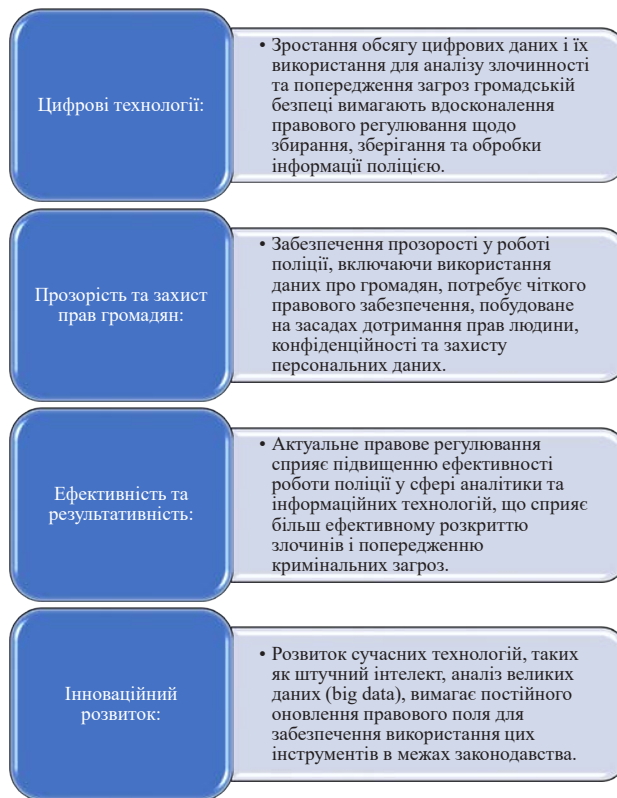 Цифрові технології:
• Зростання обсягу цифрових даних і їх
використання для аналізу злочинності
та попередження загроз громадській
безпеці вимагають вдосконалення
правового регулювання щодо
збирання, зберігання та обробки
інформації поліцією.
Прозорість та захист
прав громадян:
• Забезпечення прозорості у роботі
поліції, включаючи використання
даних про громадян, потребує чіткого
правового забезпечення, побудоване
на засадах дотримання прав людини,
конфіденційності та захисту
персональних даних.
Ефективність та
результативність:
• Актуальне правове регулювання
сприяє підвищенню ефективності
роботи поліції у сфері аналітики та
інформаційних технологій, що сприяє
більш ефективному розкриттю
злочинів і попередженню
кримінальних загроз.
Інноваційний
розвиток:
• Розвиток сучасних технологій, таких
як штучний інтелект, аналіз великих
даних (big data), вимагає постійного
оновлення правового поля для
забезпечення використання цих
інструментів в межах законодавства.